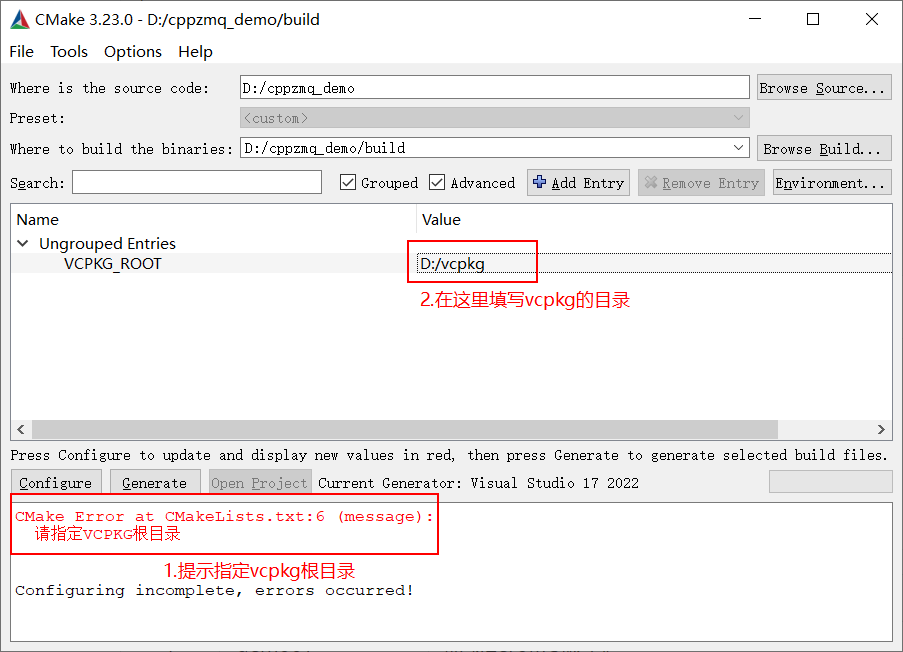 CMake 3.23.0 - D:/cppzmq_demo/build
File Tools Options Help
Where is the source code: D:/cppzmq_demo Browse Source...
Preset: <custom>
Where to build the binaries: D:/cppzmq_demo/build Browse Build...
Search: Grouped Advanced Add Entry Remove Entry Environment...
Name Value
Ungrouped Entries
VCPKG_ROOT D:/vcpkg
2.在这里填写vcpkg的目录
Press Configure to update and display new values in red, then press Generate to generate selected build files.
Configure Generate Open Project Current Generator: Visual Studio 17 2022
CMake Error at CMakeLists.txt:6 (message):
请指定VCPKG根目录
1.提示指定vcpkg根目录
Configuring incomplete, errors occurred!